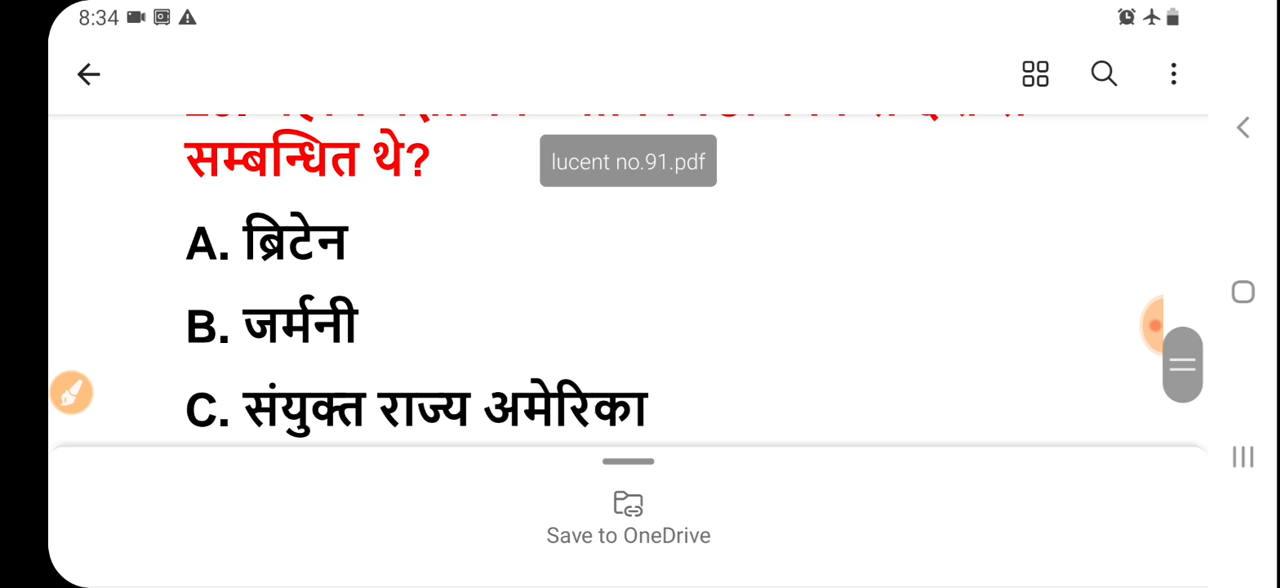 8:34
सम्बन्धित थे?
lucent no.91.pdf
A. ब्रिटेन
B. जर्मनी
C. संयुक्त राज्य अमेरिका
Save to OneDrive